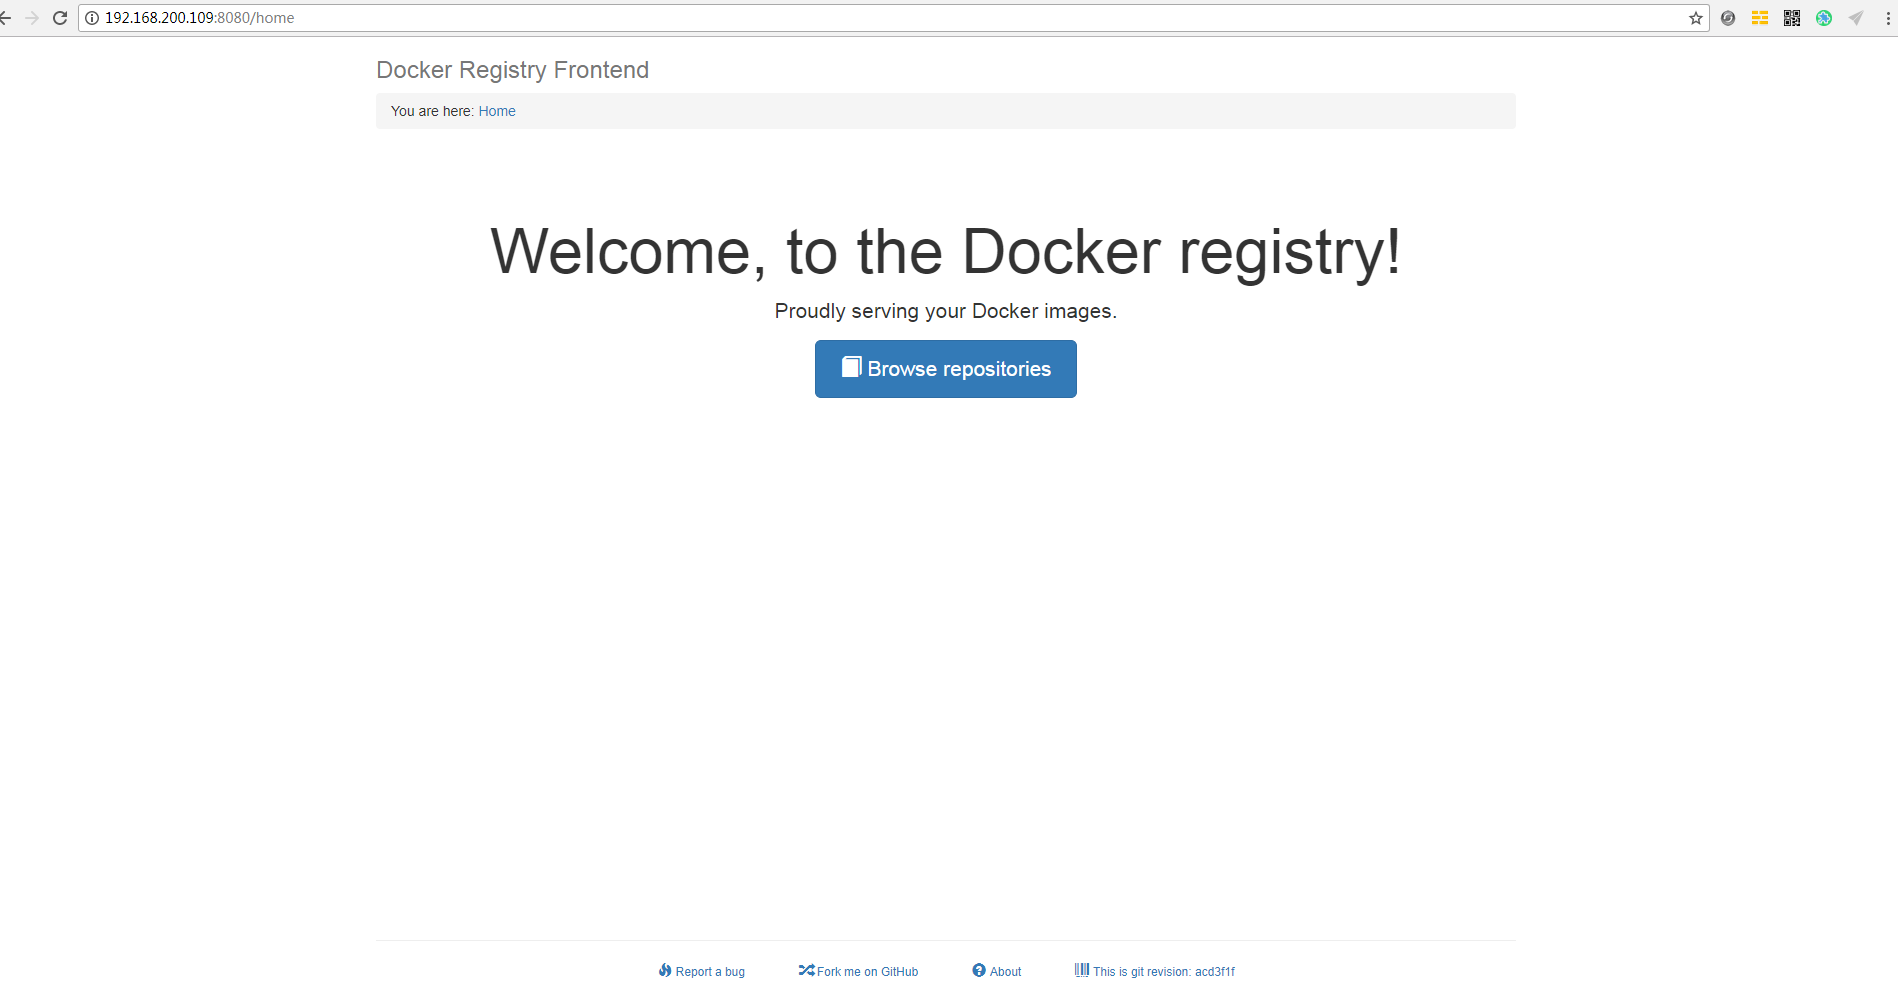 192.168.200.109:8080/home
Docker Registry Frontend
You are here: Home
Welcome, to the Docker registry!
Proudly serving your Docker images.
Browse repositories
Report a bug Fork me on GitHub About This is git revision: acd3f1f